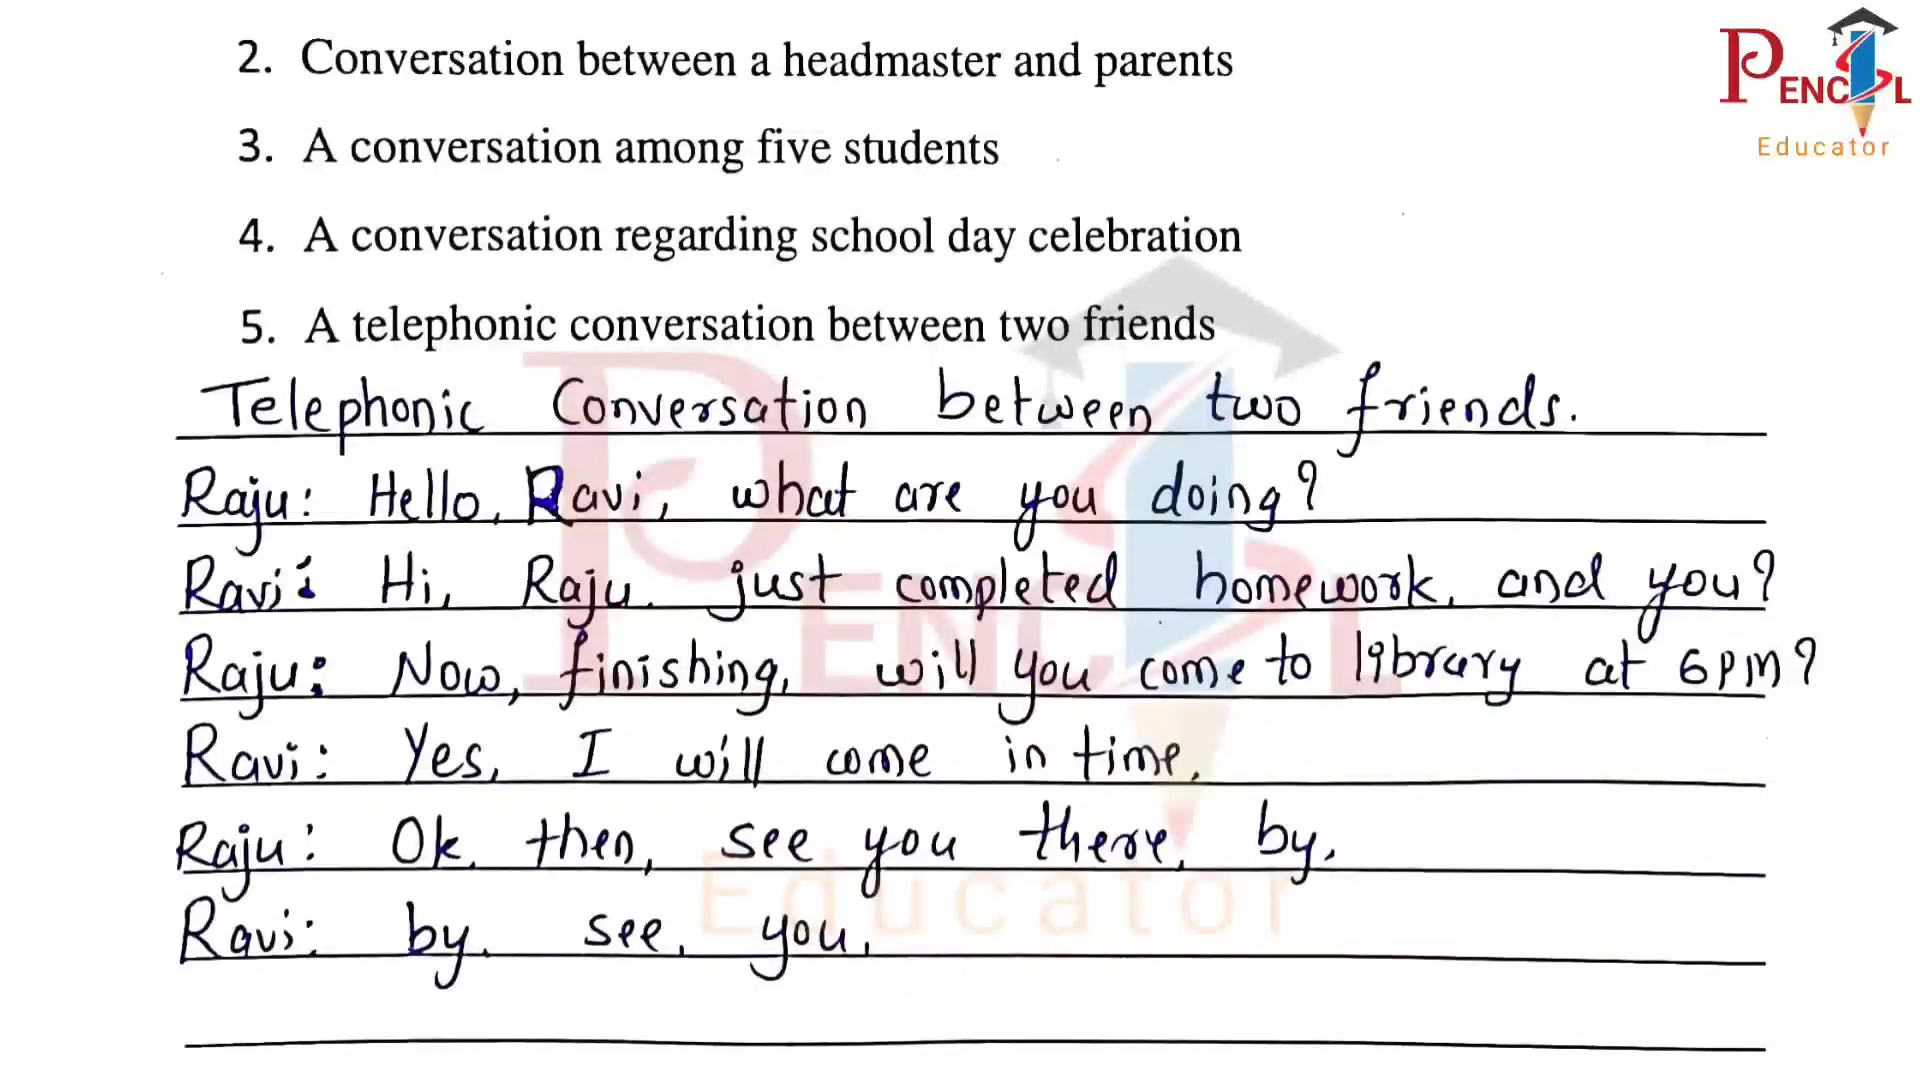 2. Conversation between a headmaster and parents
PENCIL
Educator
3. A conversation among five students
4. A conversation regarding school day celebration
5. A telephonic conversation between two friends
Telephonic Conversation between two friends.
Raju: Hello, Ravi, what are you doing?
Ravi: Hi, Raju. just completed homework. and you?
Raju: Now, finishing, will you come to library at 6PM?
Ravi: Yes, I will come in time.
Raju: Ok. then, see you there. by.
Ravi: by. see. you.
PENCIL
Educator